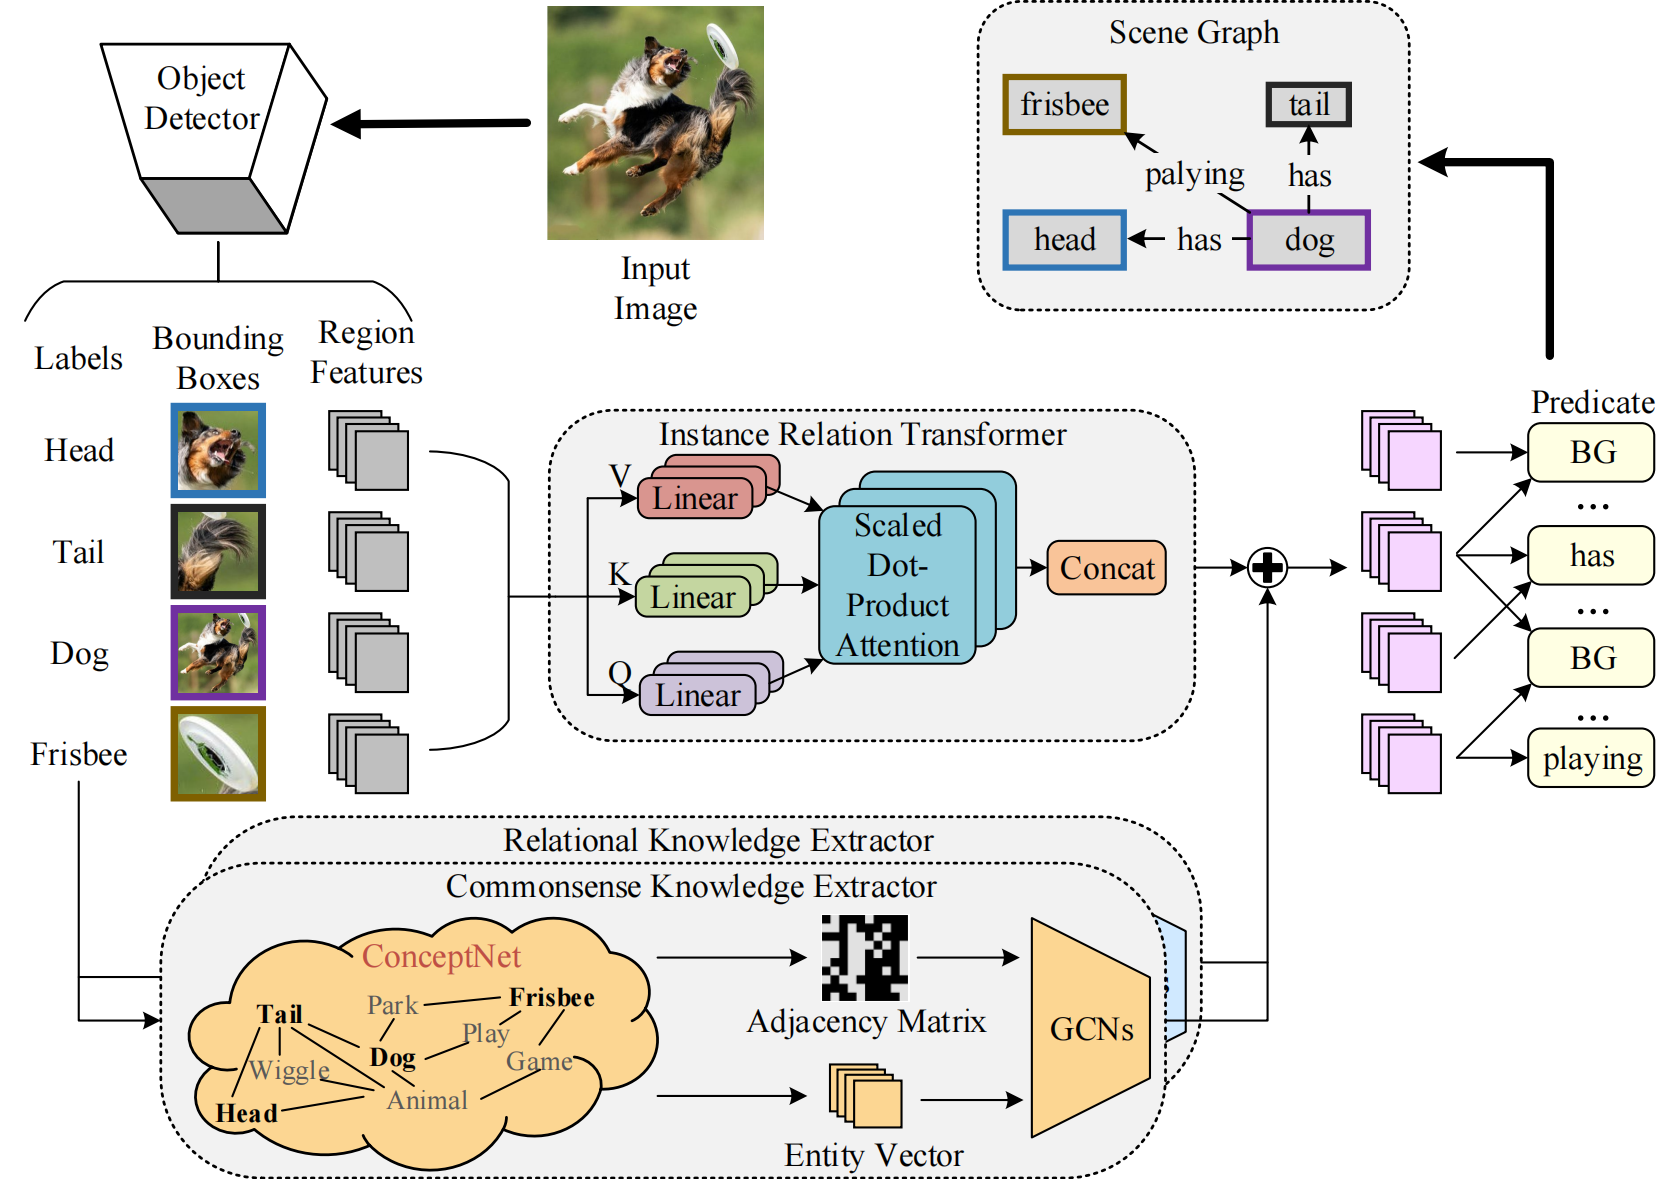 Object
Detector
Input
Image
Scene Graph
frisbee
tail
palying
has
head
has
dog
Labels
Bounding
Boxes
Region
Features
Head
Tail
Dog
Frisbee
Instance Relation Transformer
V
Linear
K
Linear
Q
Linear
Scaled
Dot-
Product
Attention
Concat
Predicate
BG
...
has
...
BG
...
playing
Relational Knowledge Extractor
Commonsense Knowledge Extractor
ConceptNet
Park
Frisbee
Tail
Play
Dog
Game
Wiggle
Animal
Head
Adjacency Matrix
Entity Vector
GCNs